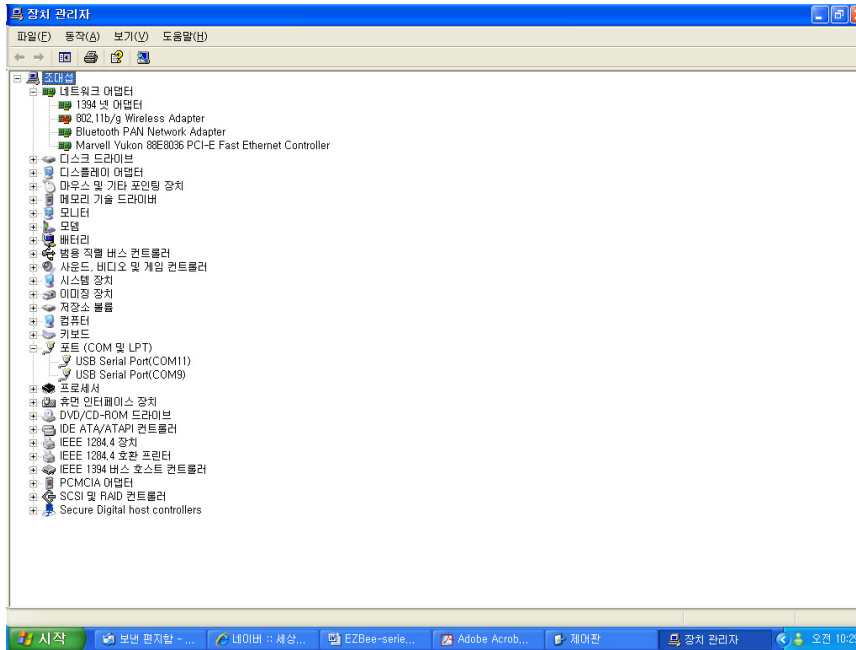 장치 관리자
파일(F) 동작(A) 보기(V) 도움말(H)
조대섭
네트워크 어댑터
1394 넷 어댑터
802.11b/g Wireless Adapter
Bluetooth PAN Network Adapter
Marvell Yukon 88E8036 PCI-E Fast Ethernet Controller
디스크 드라이브
디스플레이 어댑터
마우스 및 기타 포인팅 장치
메모리 기술 드라이버
모니터
모뎀
배터리
범용 직렬 버스 컨트롤러
사운드, 비디오 및 게임 컨트롤러
시스템 장치
이미징 장치
저장소 볼륨
컴퓨터
키보드
포트 (COM 및 LPT)
USB Serial Port(COM11)
USB Serial Port(COM9)
프로세서
휴먼 인터페이스 장치
DVD/CD-ROM 드라이브
IDE ATA/ATAPI 컨트롤러
IEEE 1284.4 장치
IEEE 1284.4 호환 프린터
IEEE 1394 버스 호스트 컨트롤러
PCMCIA 어댑터
SCSI 및 RAID 컨트롤러
Secure Digital host controllers
시작 보낸 편지함 - ... 네이버 :: 세상... EZBee-serie... Adobe Acrob... 제어판 장치 관리자 오전 10:29